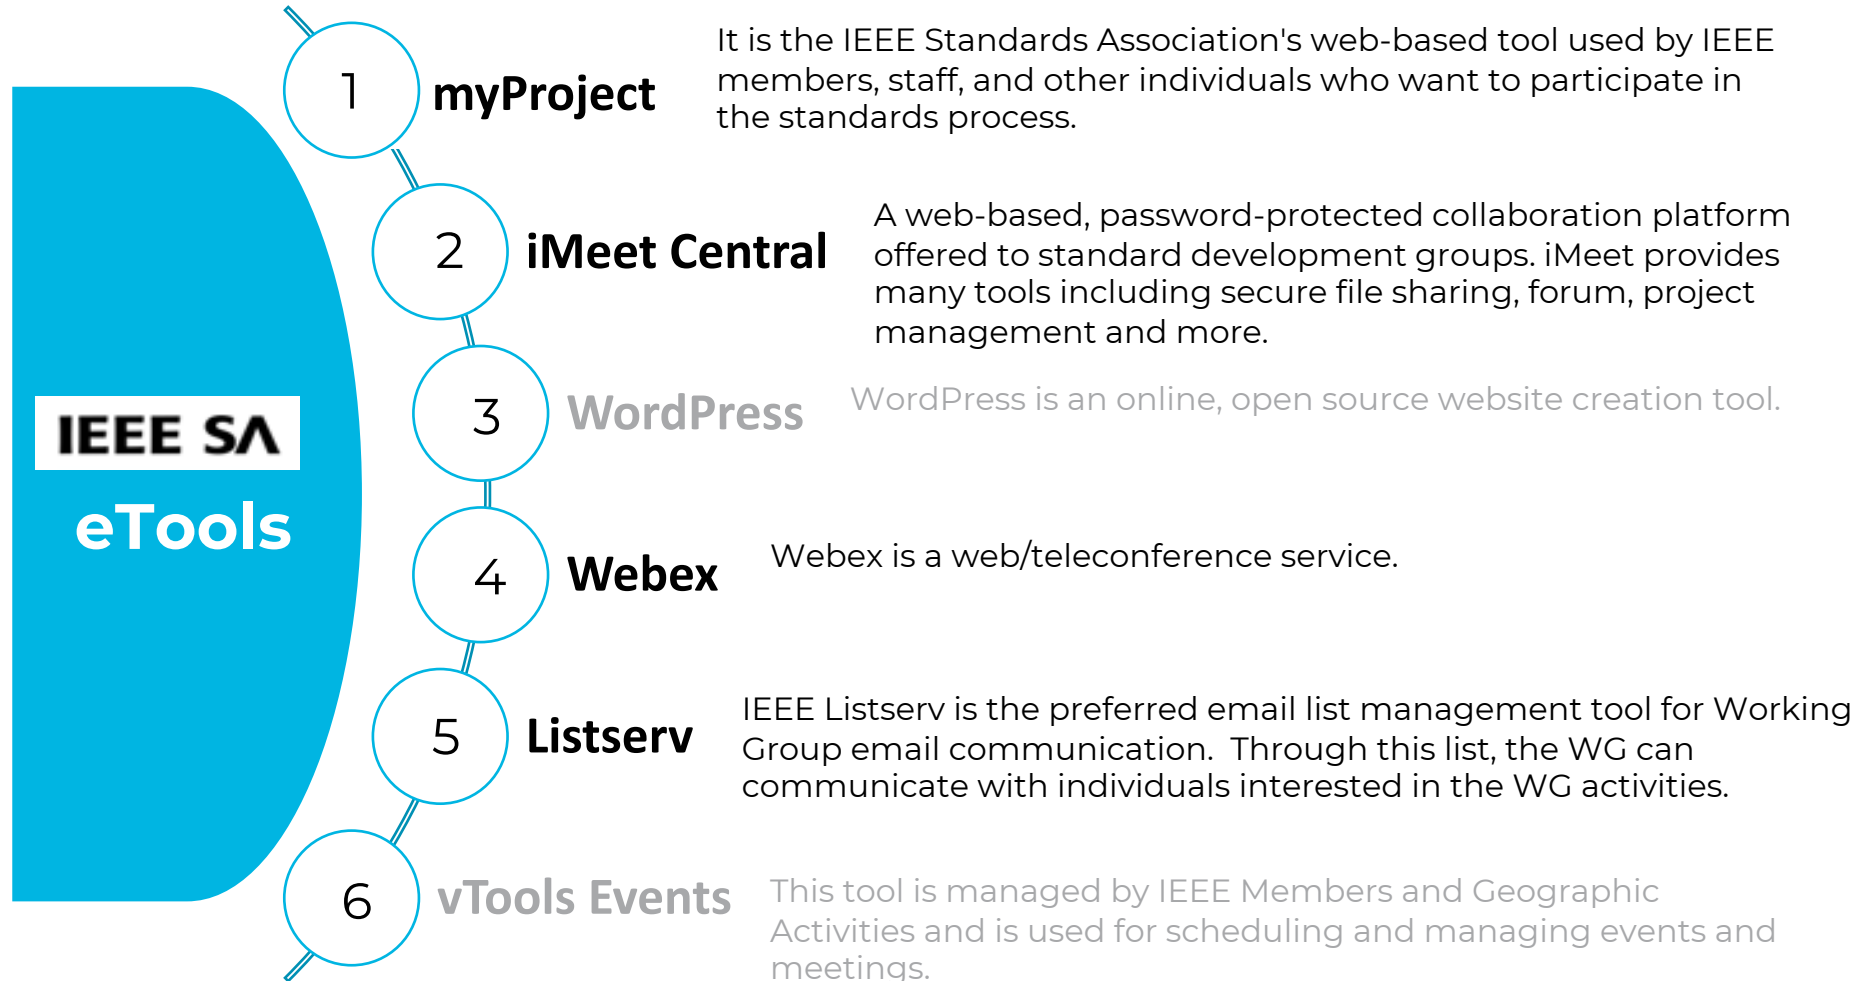 1
myProject
It is the IEEE Standards Association's web-based tool used by IEEE
members, staff, and other individuals who want to participate in
the standards process.
2
iMeet Central
A web-based, password-protected collaboration platform
offered to standard development groups. iMeet provides
many tools including secure file sharing, forum, project
management and more.
IEEE SA
eTools
3
WordPress
WordPress is an online, open source website creation tool.
4
Webex
Webex is a web/teleconference service.
5
Listserv
IEEE Listserv is the preferred email list management tool for Working
Group email communication.  Through this list, the WG can
communicate with individuals interested in the WG activities.
6
vTools Events
This tool is managed by IEEE Members and Geographic
Activities and is used for scheduling and managing events and
meetings.